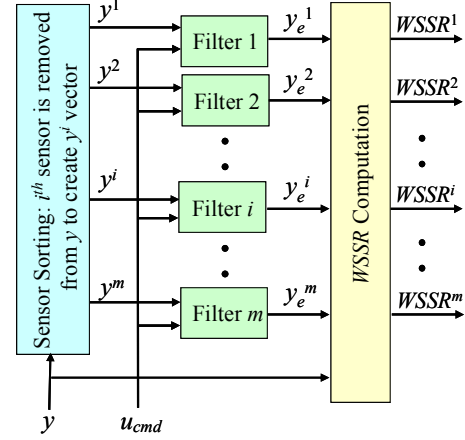 Sensor Sorting: iᵗʰ sensor is removed
from y to create yⁱ vector
y¹
y²
yⁱ
yᵐ
Filter 1
Filter 2
Filter i
Filter m
yₑ¹
yₑ²
yₑⁱ
yₑᵐ
WSSR Computation
WSSR¹
WSSR²
WSSRⁱ
WSSRᵐ
y
u_cmd